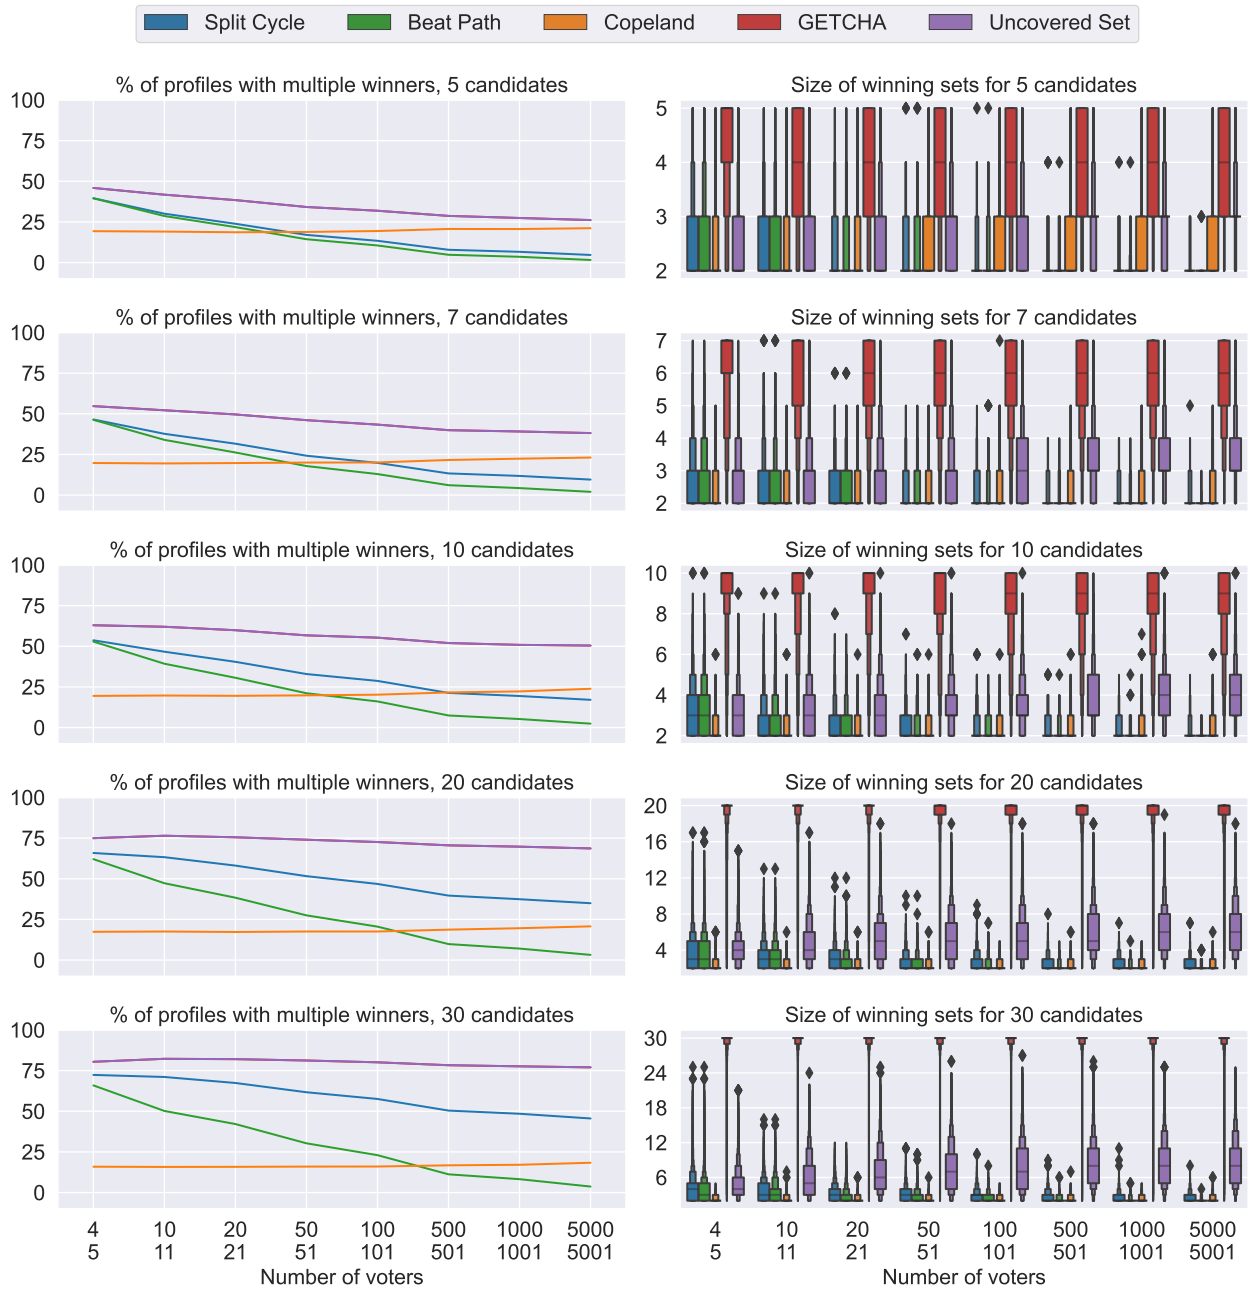 Split Cycle Beat Path Copeland GETCHA Uncovered Set
% of profiles with multiple winners, 5 candidates
100
75
50
25
0
Size of winning sets for 5 candidates
5
4
3
2
% of profiles with multiple winners, 7 candidates
100
75
50
25
0
Size of winning sets for 7 candidates
7
6
5
4
3
2
% of profiles with multiple winners, 10 candidates
100
75
50
25
0
Size of winning sets for 10 candidates
10
8
6
4
2
% of profiles with multiple winners, 20 candidates
100
75
50
25
0
Size of winning sets for 20 candidates
20
16
12
8
4
% of profiles with multiple winners, 30 candidates
100
75
50
25
0
4 10 20 50 100 500 1000 5000
5 11 21 51 101 501 1001 5001
Number of voters
Size of winning sets for 30 candidates
30
24
18
12
6
4 10 20 50 100 500 1000 5000
5 11 21 51 101 501 1001 5001
Number of voters